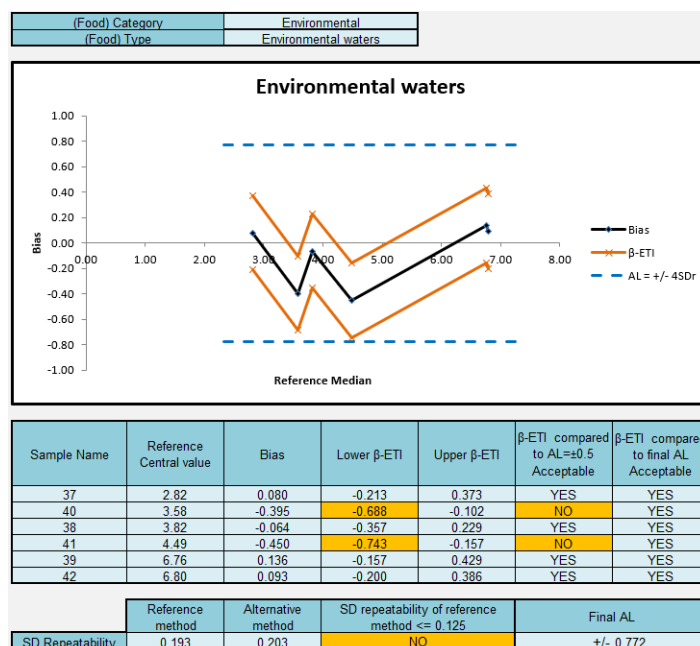 (Food) Category Environmental
(Food) Type Environmental waters
Environmental waters
1.00
0.80
0.60
0.40
0.20
0.00
-0.20
-0.40
-0.60
-0.80
-1.00
0.00 1.00 2.00 3.00 4.00 5.00 6.00 7.00 8.00
Bias
Reference Median
Bias
β-ETI
AL = +/- 4SDr
Sample Name Reference Central value Bias Lower β-ETI Upper β-ETI β-ETI compared to AL=±0.5 Acceptable β-ETI compared to final AL Acceptable
37 2.82 0.080 -0.213 0.373 YES YES
40 3.58 -0.395 -0.688 -0.102 NO YES
38 3.82 -0.064 -0.357 0.229 YES YES
41 4.49 -0.450 -0.743 -0.157 NO YES
39 6.76 0.136 -0.157 0.429 YES YES
42 6.80 0.093 -0.200 0.386 YES YES
Reference method Alternative method SD repeatability of reference method <= 0.125 Final AL
SD Repeatability 0.193 0.203 NO +/- 0.772